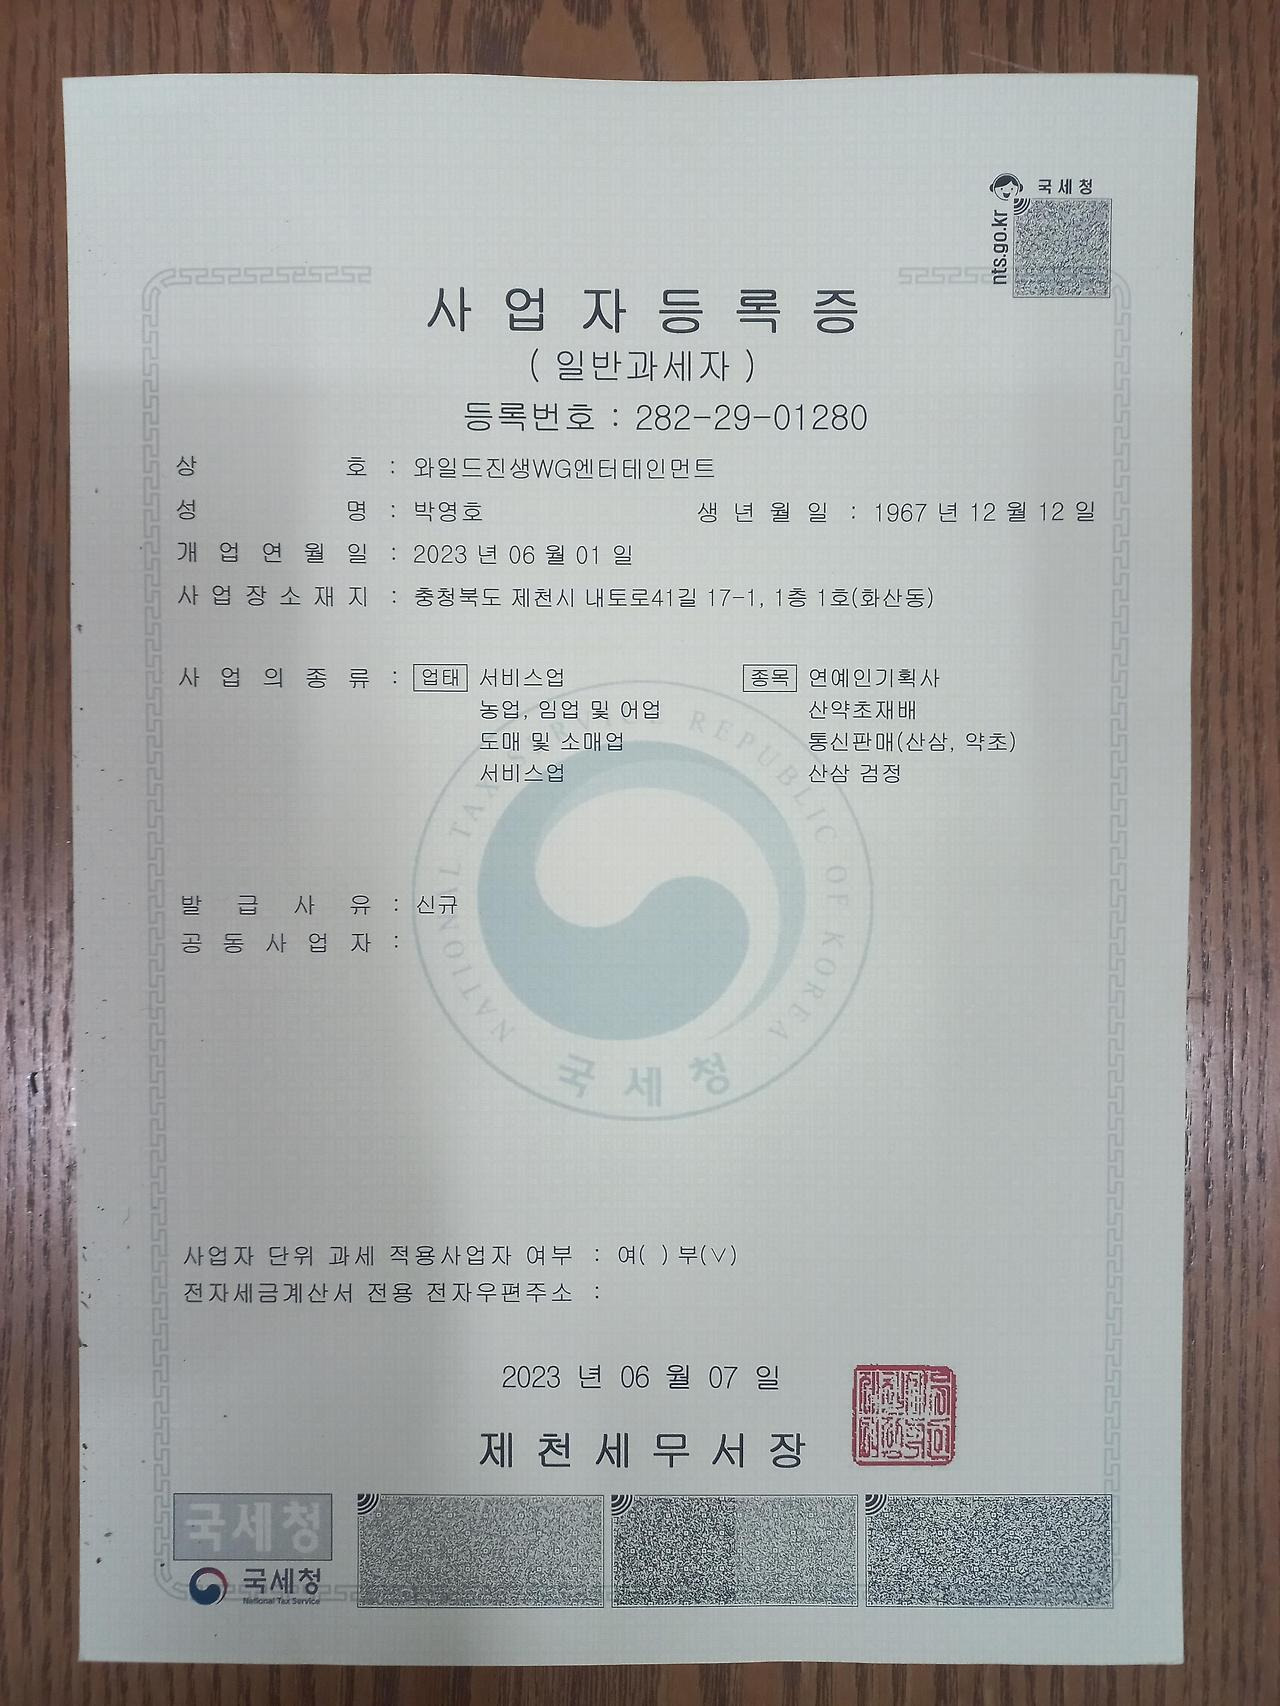 국세청
nts.go.kr
사업자등록증
( 일반과세자 )
등록번호 : 282-29-01280
상 호 : 와일드진생WG엔터테인먼트
성 명 : 박영호 생 년 월 일 : 1967 년 12 월 12 일
개 업 연 월 일 : 2023 년 06 월 01 일
사 업 장 소 재 지 : 충청북도 제천시 내토로41길 17-1, 1층 1호(화산동)
사 업 의 종 류 : 업태 서비스업 종목 연예인기획사
농업, 임업 및 어업 산약초재배
도매 및 소매업 통신판매(산삼, 약초)
서비스업 산삼 검정
NATIONAL TAX SERVICE REPUBLIC OF KOREA
국세청
발 급 사 유 : 신규
공 동 사 업 자 :
사업자 단위 과세 적용사업자 여부 : 여( ) 부(∨)
전자세금계산서 전용 전자우편주소 :
2023 년 06 월 07 일
제 천 세 무 서 장
국세청
국세청
National Tax Service